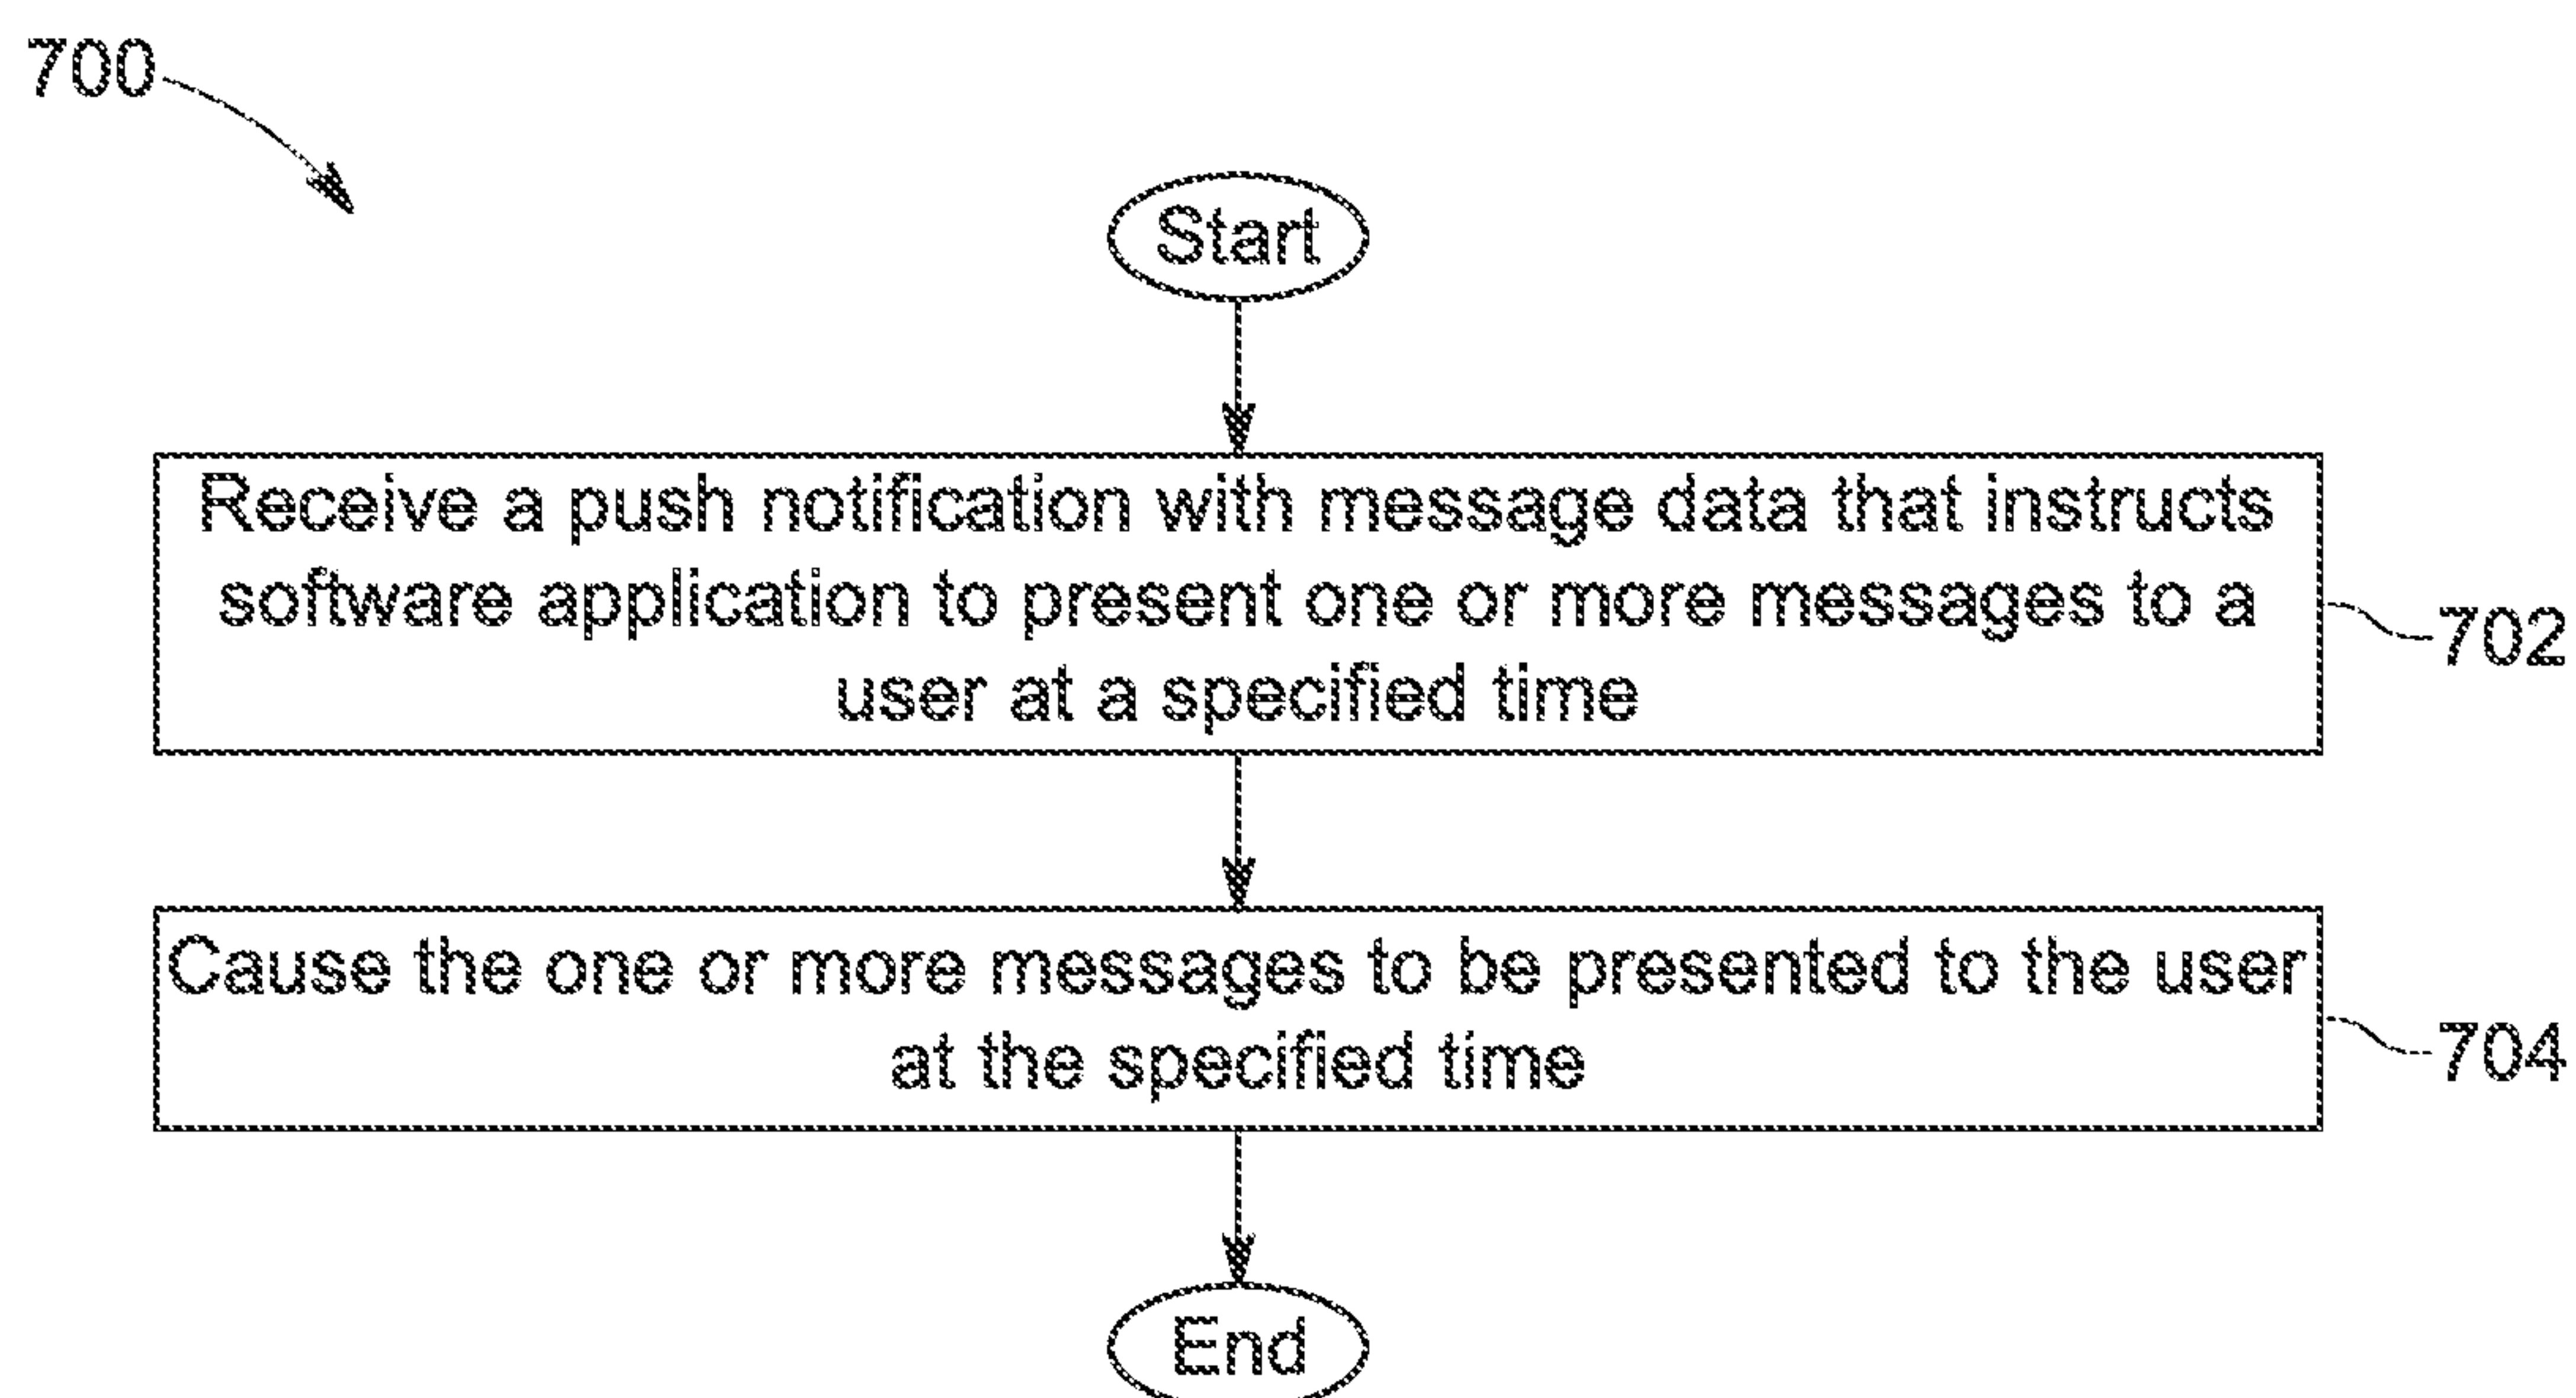 700
Start
Receive a push notification with message data that instructs
software application to present one or more messages to a
user at a specified time
702
Cause the one or more messages to be presented to the user
at the specified time
704
End